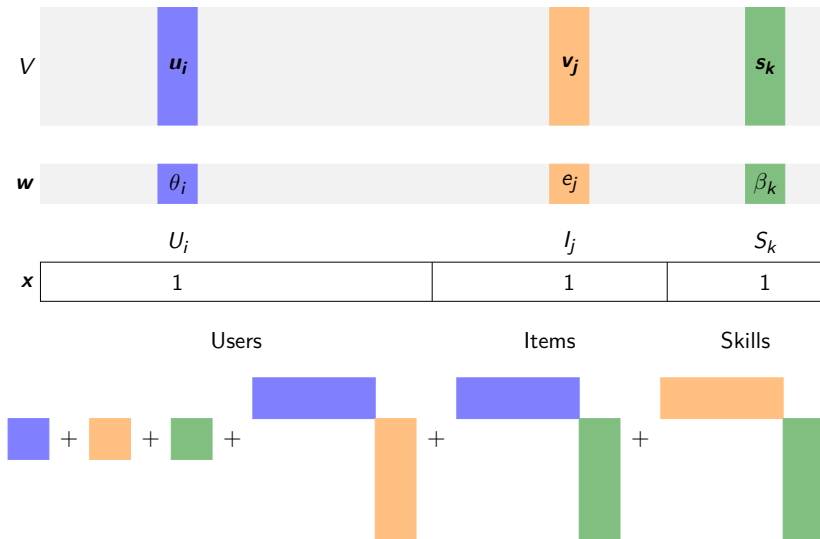 V u_i v_j s_k
w θ_i e_j β_k
U_i I_j S_k
x 1 1 1
Users Items Skills
+ + + + +